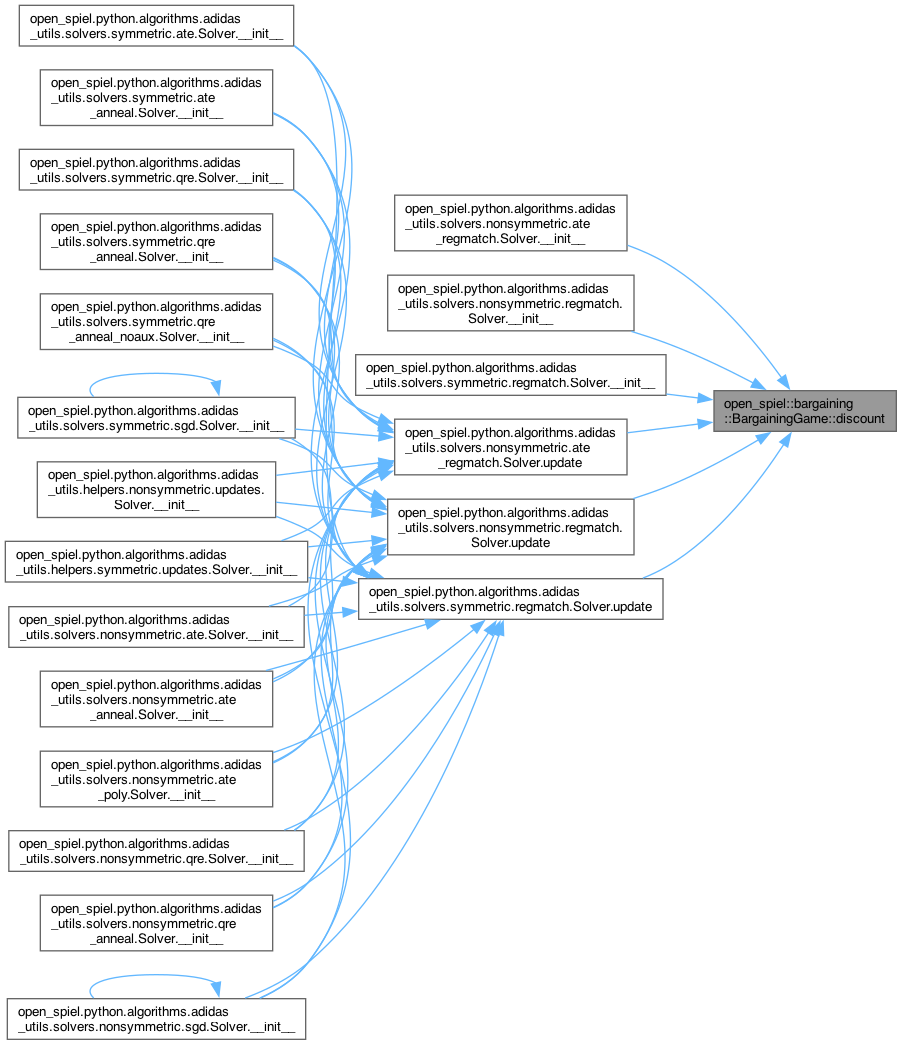 open_spiel.python.algorithms.adidas
_utils.solvers.symmetric.ate.Solver.__init__
open_spiel.python.algorithms.adidas
_utils.solvers.symmetric.ate
_anneal.Solver.__init__
open_spiel.python.algorithms.adidas
_utils.solvers.symmetric.qre.Solver.__init__
open_spiel.python.algorithms.adidas
_utils.solvers.symmetric.qre
_anneal.Solver.__init__
open_spiel.python.algorithms.adidas
_utils.solvers.symmetric.qre
_anneal_noaux.Solver.__init__
open_spiel.python.algorithms.adidas
_utils.solvers.symmetric.sgd.Solver.__init__
open_spiel.python.algorithms.adidas
_utils.helpers.nonsymmetric.updates.
Solver.__init__
open_spiel.python.algorithms.adidas
_utils.helpers.symmetric.updates.Solver.__init__
open_spiel.python.algorithms.adidas
_utils.solvers.nonsymmetric.ate.Solver.__init__
open_spiel.python.algorithms.adidas
_utils.solvers.nonsymmetric.ate
_anneal.Solver.__init__
open_spiel.python.algorithms.adidas
_utils.solvers.nonsymmetric.ate
_poly.Solver.__init__
open_spiel.python.algorithms.adidas
_utils.solvers.nonsymmetric.qre.Solver.__init__
open_spiel.python.algorithms.adidas
_utils.solvers.nonsymmetric.qre
_anneal.Solver.__init__
open_spiel.python.algorithms.adidas
_utils.solvers.nonsymmetric.sgd.Solver.__init__
open_spiel.python.algorithms.adidas
_utils.solvers.nonsymmetric.ate
_regmatch.Solver.__init__
open_spiel.python.algorithms.adidas
_utils.solvers.nonsymmetric.regmatch.
Solver.__init__
open_spiel.python.algorithms.adidas
_utils.solvers.symmetric.regmatch.Solver.__init__
open_spiel.python.algorithms.adidas
_utils.solvers.nonsymmetric.ate
_regmatch.Solver.update
open_spiel.python.algorithms.adidas
_utils.solvers.nonsymmetric.regmatch.
Solver.update
open_spiel.python.algorithms.adidas
_utils.solvers.symmetric.regmatch.Solver.update
open_spiel::bargaining
::BargainingGame::discount